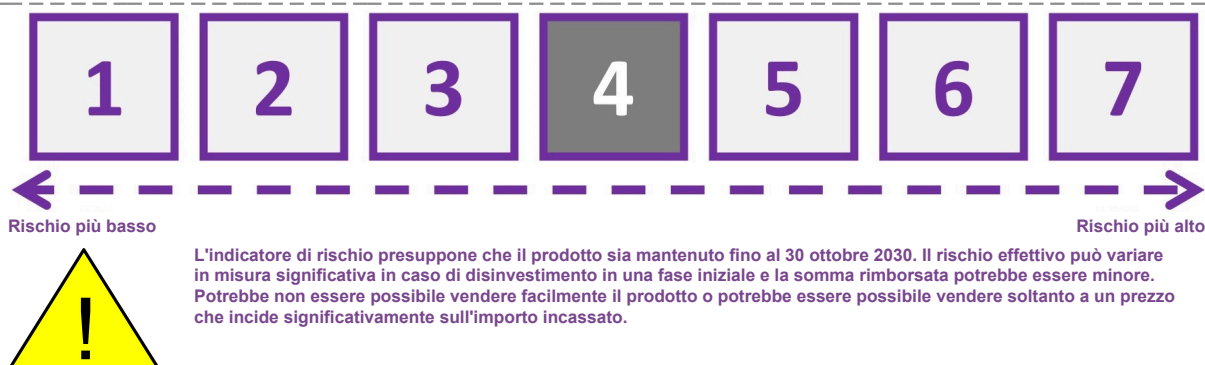 1 2 3 4 5 6 7
Rischio più basso Rischio più alto
L'indicatore di rischio presuppone che il prodotto sia mantenuto fino al 30 ottobre 2030. Il rischio effettivo può variare
in misura significativa in caso di disinvestimento in una fase iniziale e la somma rimborsata potrebbe essere minore.
Potrebbe non essere possibile vendere facilmente il prodotto o potrebbe essere possibile vendere soltanto a un prezzo
che incide significativamente sull'importo incassato.
!